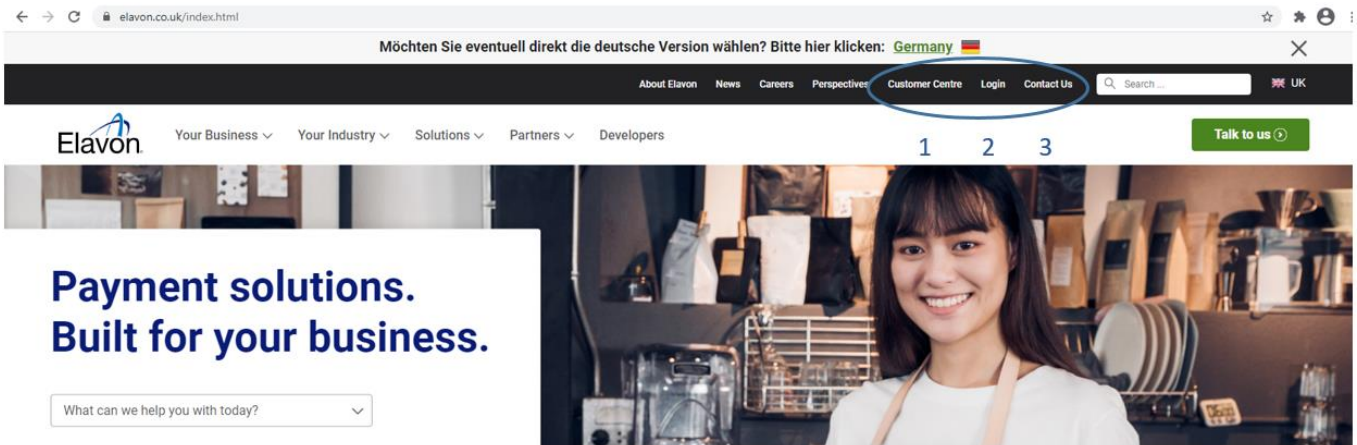 elavon.co.uk/index.html
Möchten Sie eventuell direkt die deutsche Version wählen? Bitte hier klicken: Germany
About Elavon News Careers Perspectives Customer Centre Login Contact Us Search ... UK
Elavon Your Business Your Industry Solutions Partners Developers Talk to us
1 2 3
Payment solutions.
Built for your business.
What can we help you with today?